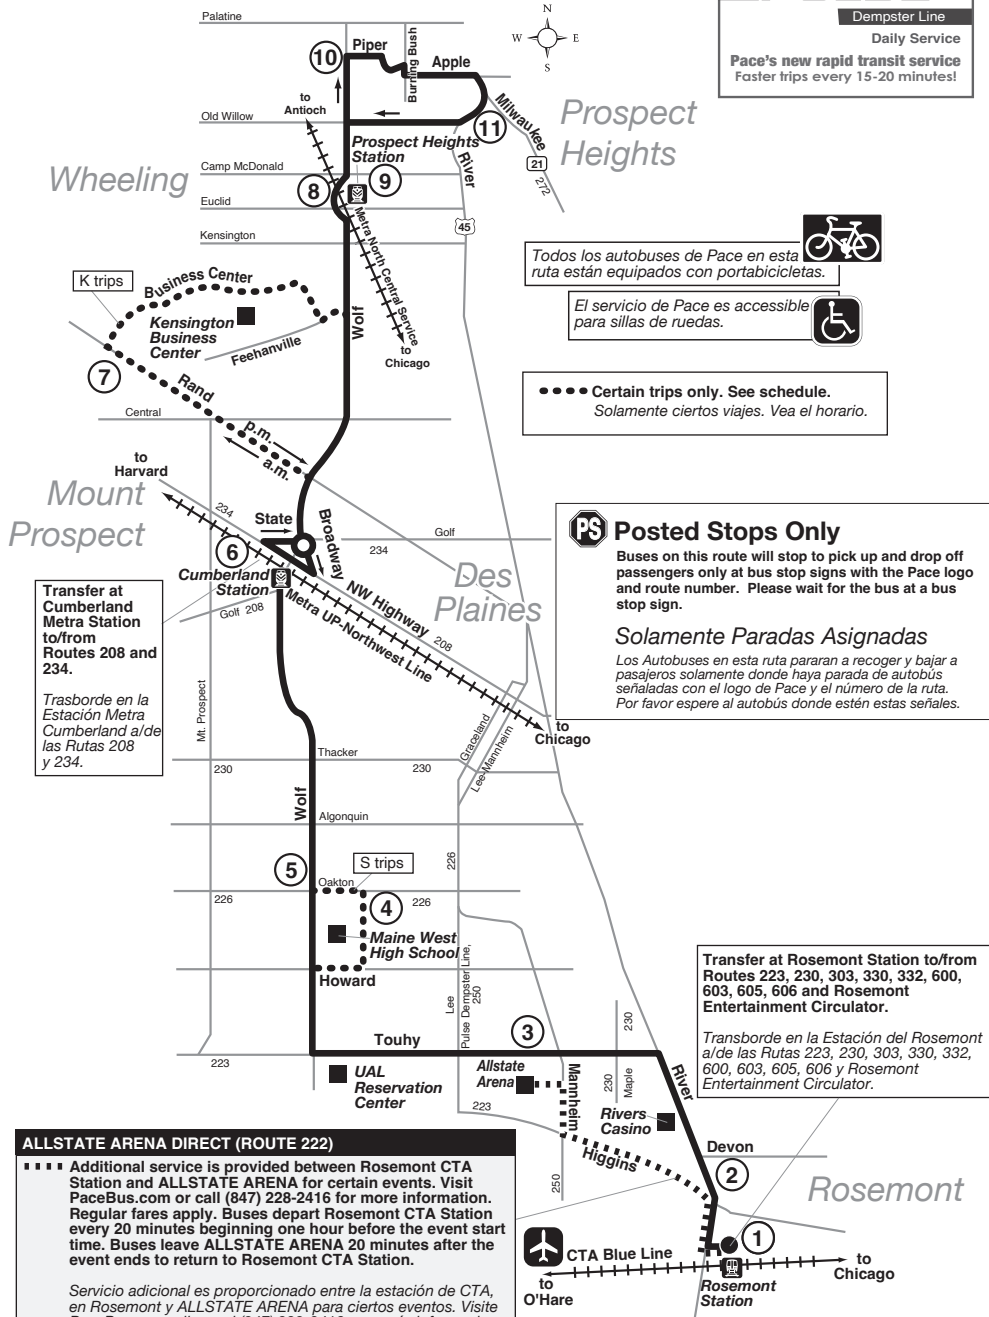 Dempster Line
Daily Service
Pace's new rapid transit service
Faster trips every 15-20 minutes!
Palatine
N
W
E
S
10
Piper
Burning Bush
Apple
to
Antioch
Old Willow
Milwaukee
11
Prospect
Heights
Prospect Heights
Station
River
21
272
Wheeling
Camp McDonald
8
9
Euclid
Metra North Central Service
45
Kensington
Todos los autobuses de Pace en esta
ruta están equipados con portabicicletas.
K trips
Business Center
El servicio de Pace es accessible
para sillas de ruedas.
Kensington
Business
Center
Feehanville
Wolf
to
Chicago
7
Rand
Certain trips only. See schedule.
Solamente ciertos viajes. Vea el horario.
Central
p.m.
a.m.
to
Harvard
Mount
Prospect
234
State
Broadway
Golf
234
6
Cumberland
Station
Golf 208
NW Highway
208
Metra UP-Northwest Line
Des
Plaines
PS
Posted Stops Only
Buses on this route will stop to pick up and drop off
passengers only at bus stop signs with the Pace logo
and route number. Please wait for the bus at a bus
stop sign.
Solamente Paradas Asignadas
Los Autobuses en esta ruta pararan a recoger y bajar a
pasajeros solamente donde haya parada de autobús
señaladas con el logo de Pace y el número de la ruta.
Por favor espere al autobús donde estén estas señales.
Transfer at
Cumberland
Metra Station
to/from
Routes 208 and
234.
Trasborde en la
Estación Metra
Cumberland a/de
las Rutas 208
y 234.
Mt. Prospect
Graceland
Lee-Mannheim
to
Chicago
Thacker
230
230
Wolf
Algonquin
5
S trips
226
Oakton
226
226
4
Maine West
High School
Howard
Lee
Pulse Dempster Line,
250
Transfer at Rosemont Station to/from
Routes 223, 230, 303, 330, 332, 600,
603, 605, 606 and Rosemont
Entertainment Circulator.
Transborde en la Estación del Rosemont
a/de las Rutas 223, 230, 303, 330, 332,
600, 603, 605, 606 y Rosemont
Entertainment Circulator.
3
230
Touhy
223
UAL
Reservation
Center
Allstate
Arena
Mannheim
230
Maple
River
223
Rivers
Casino
Higgins
250
Devon
2
Rosemont
1
CTA Blue Line
to
O'Hare
Rosemont
Station
to
Chicago
ALLSTATE ARENA DIRECT (ROUTE 222)
Additional service is provided between Rosemont CTA
Station and ALLSTATE ARENA for certain events. Visit
PaceBus.com or call (847) 228-2416 for more information.
Regular fares apply. Buses depart Rosemont CTA Station
every 20 minutes beginning one hour before the event start
time. Buses leave ALLSTATE ARENA 20 minutes after the
event ends to return to Rosemont CTA Station.
Servicio adicional es proporcionado entre la estación de CTA,
en Rosemont y ALLSTATE ARENA para ciertos eventos. Visite